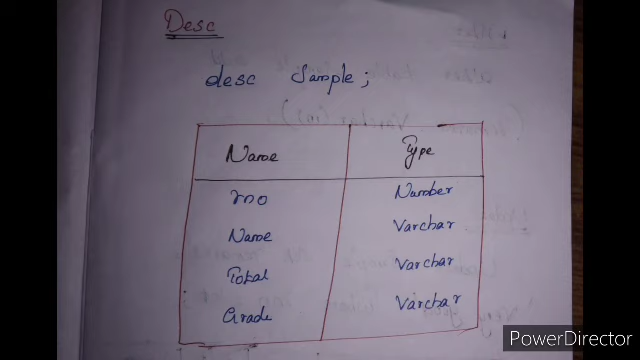 Desc
desc Sample;
Name Type
rno Number
Name Varchar
Total Varchar
Grade Varchar
PowerDirector